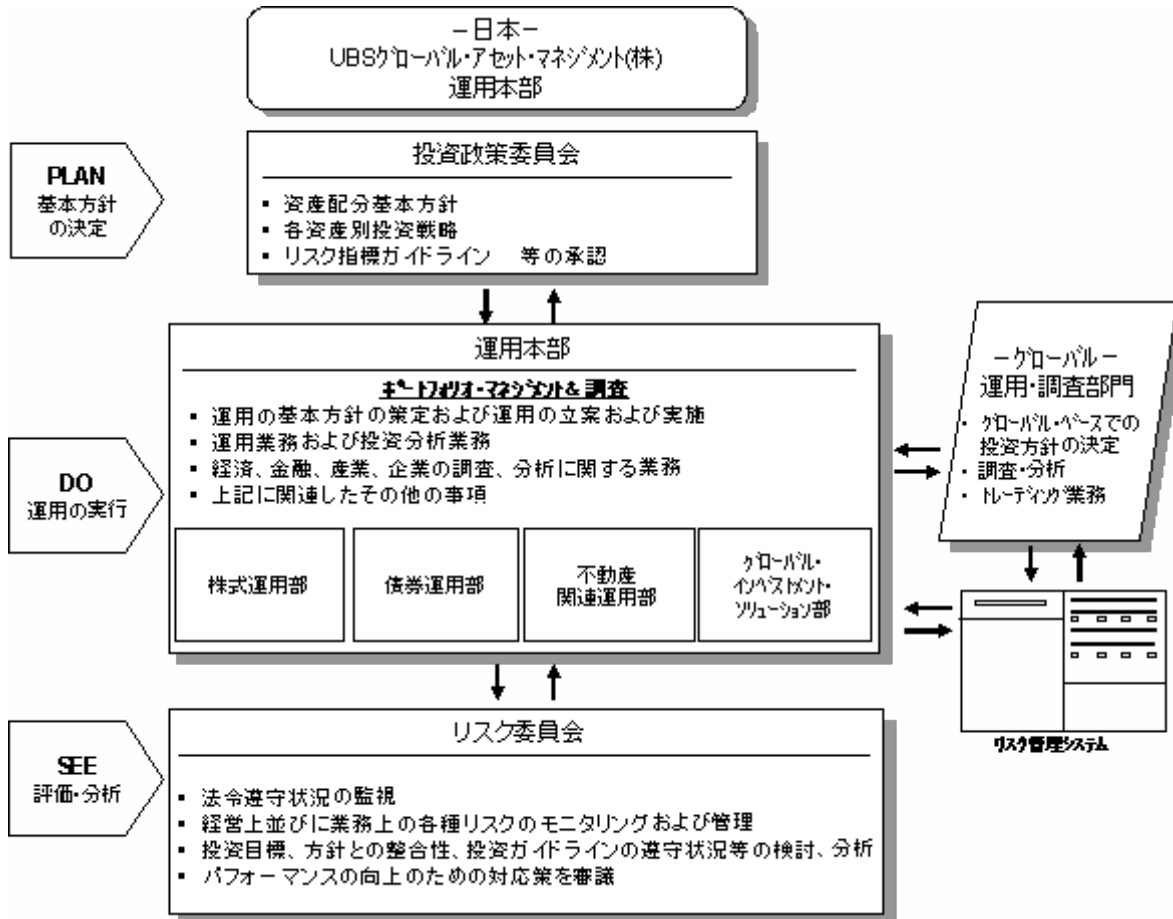 －日本－
UBSグローバル・アセット・マネジメント(株)
運用本部
PLAN
基本方針
の決定
投資政策委員会
▪ 資産配分基本方針
▪ 各資産別投資戦略
▪ リスク指標ガイドライン　等の承認
DO
運用の実行
運用本部
ポートフォリオ・マネジメント& 調査
▪ 運用の基本方針の策定および運用の立案および実施
▪ 運用業務および投資分析業務
▪ 経済、金融、産業、企業の調査、分析に関する業務
▪ 上記に関連したその他の事項
株式運用部
債券運用部
不動産
関連運用部
グローバル・
インベストメント・
ソリューション部
－グローバル－
運用・調査部門
・ グローバル・ベースでの
投資方針の決定
・ 調査・分析
・ トレーディング業務
リスク管理システム
SEE
評価・分析
リスク委員会
▪ 法令遵守状況の監視
▪ 経営上並びに業務上の各種リスクのモニタリングおよび管理
▪ 投資目標、方針との整合性、投資ガイドラインの遵守状況等の検討、分析
▪ パフォーマンスの向上のための対応策を審議